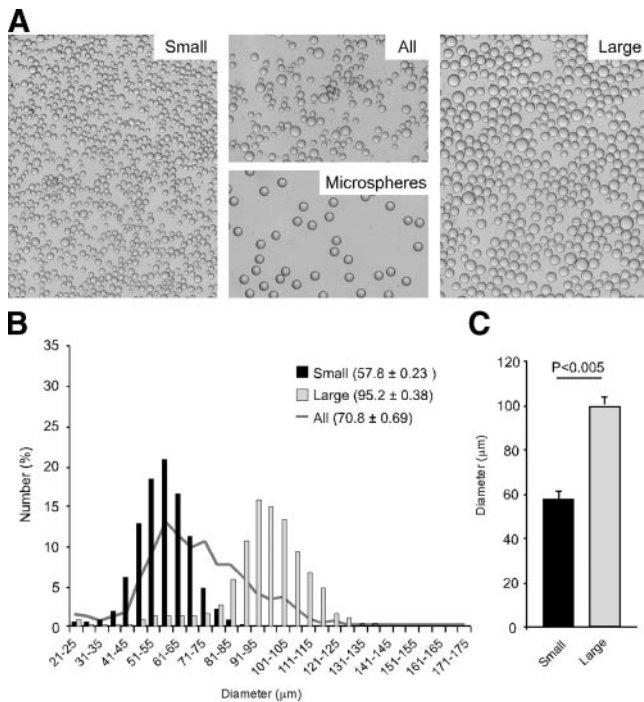 A
Small
All
Large
Microspheres
B
35
30
25
20
15
10
5
0
Number (%)
Small (57.8 ± 0.23 )
Large (95.2 ± 0.38)
All (70.8 ± 0.69)
21-25
31-35
41-45
51-55
61-65
71-75
81-85
91-95
101-105
111-115
121-125
131-135
141-145
151-155
161-165
171-175
Diameter (μm)
C
120
100
80
60
40
20
0
Diameter (μm)
P<0.005
Small
Large